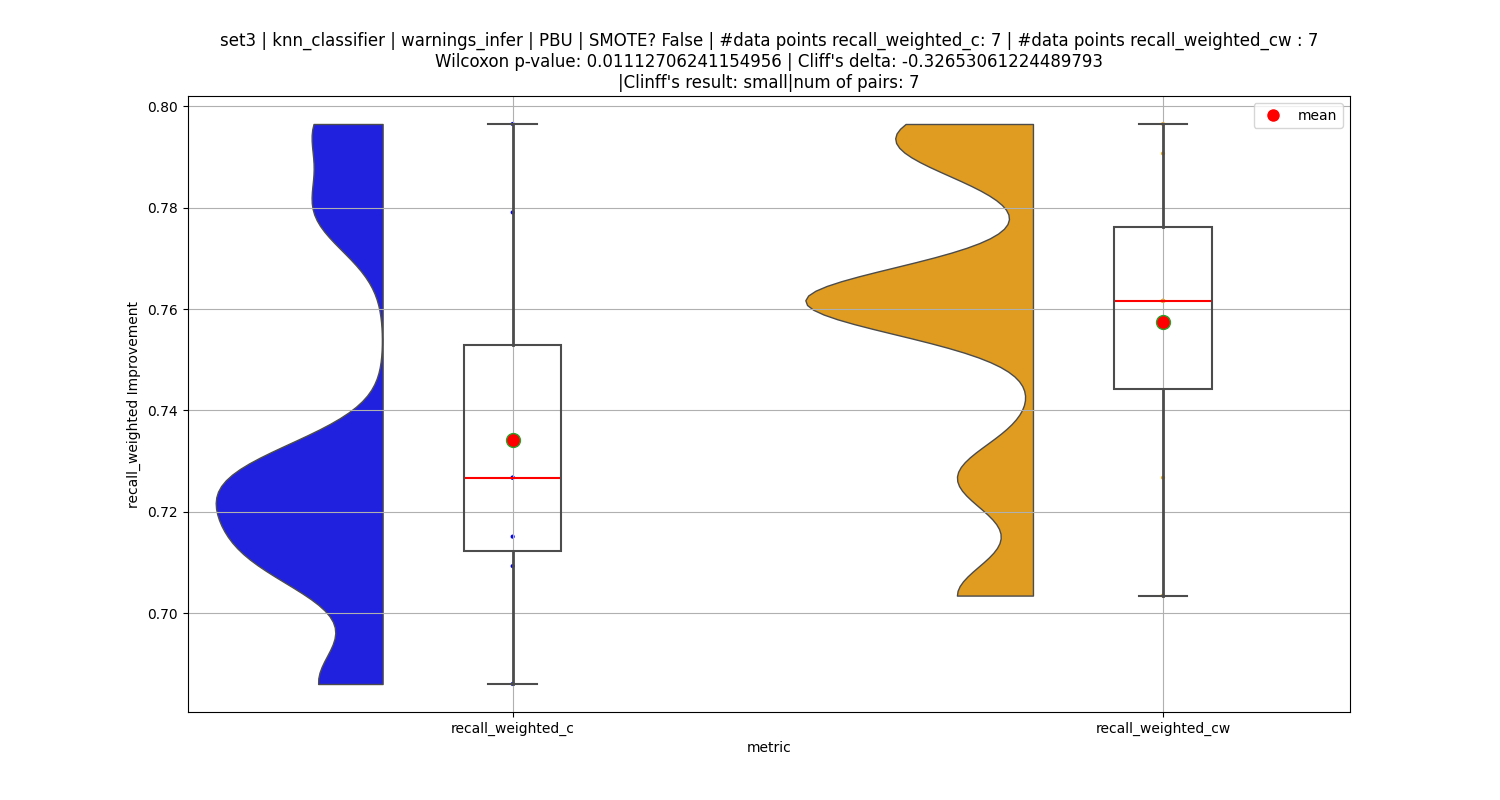 set3 | knn_classifier | warnings_infer | PBU | SMOTE? False | #data points recall_weighted_c: 7 | #data points recall_weighted_cw : 7
Wilcoxon p-value: 0.01112706241154956 | Cliff's delta: -0.32653061224489793
|Clinff's result: small|num of pairs: 7
mean
0.80
0.78
0.76
0.74
0.72
0.70
recall_weighted Improvement
recall_weighted_c
recall_weighted_cw
metric